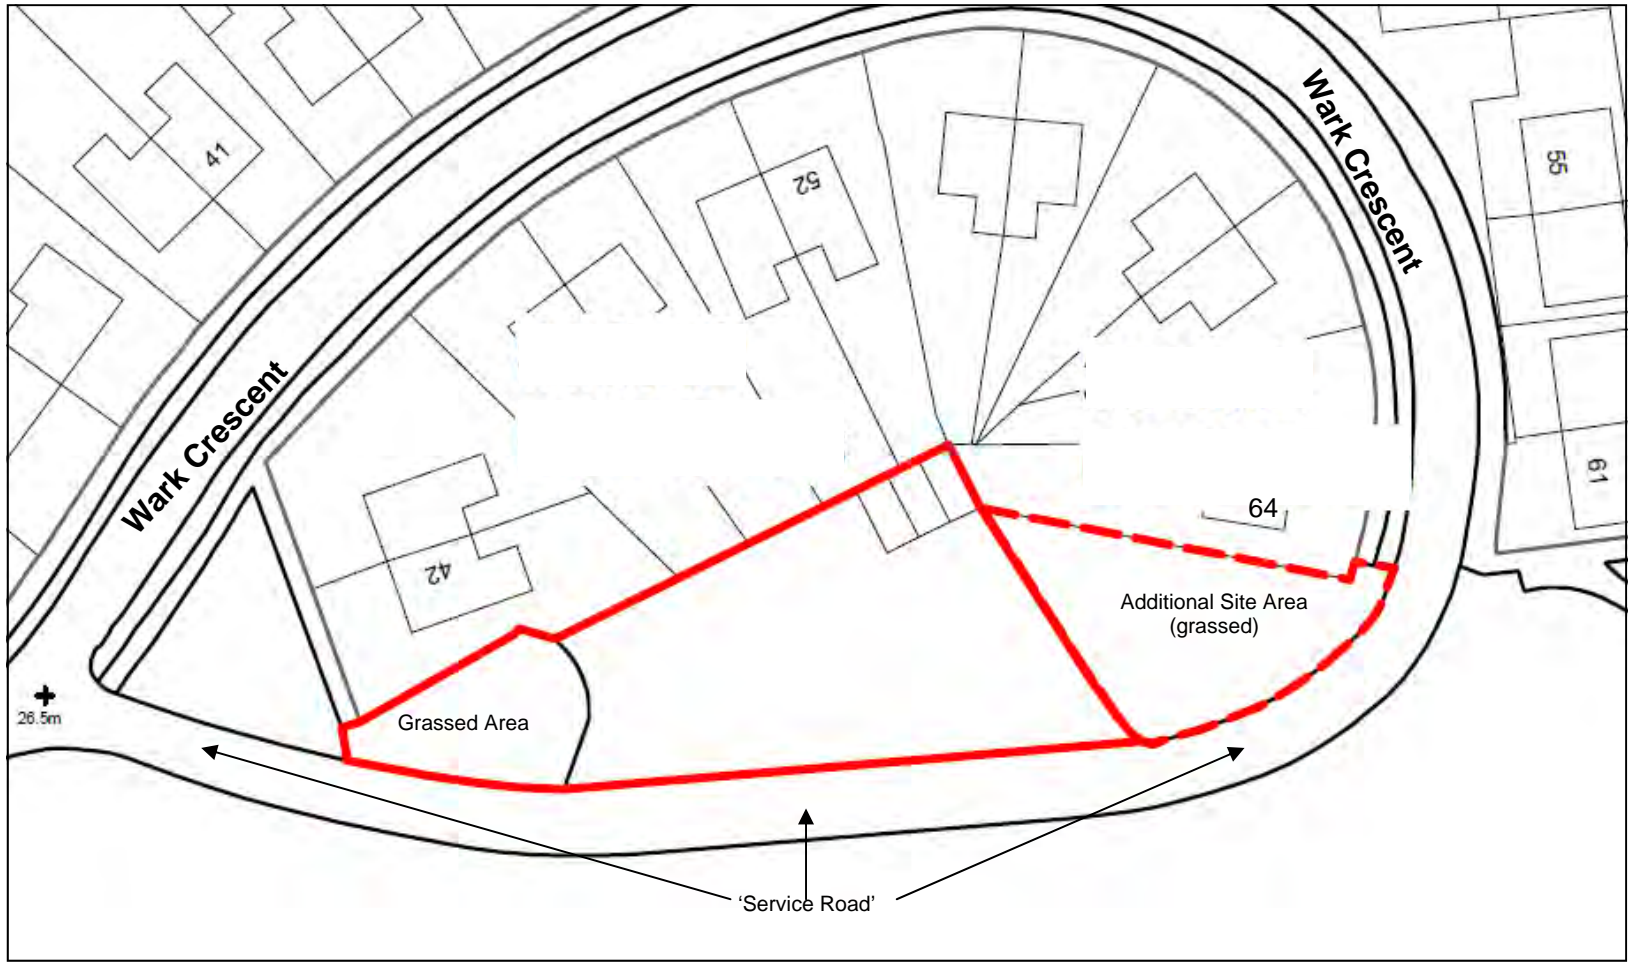 41
52
Wark Crescent
55
Wark Crescent
61
64
42
Additional Site Area
(grassed)
26.5m
Grassed Area
‘Service Road’